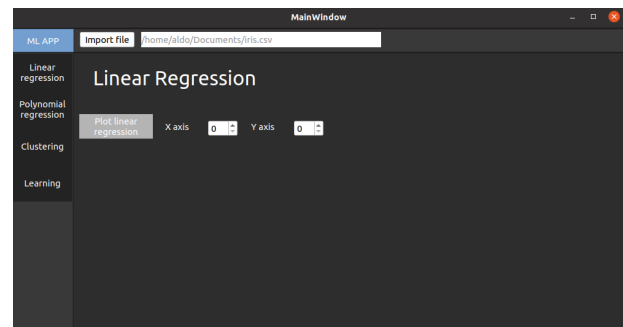 MainWindow
ML APP
Import file
/home/aldo/Documents/iris.csv
Linear
regression
Polynomial
regression
Clustering
Learning
Linear Regression
Plot linear
regression
X axis
0
Y axis
0